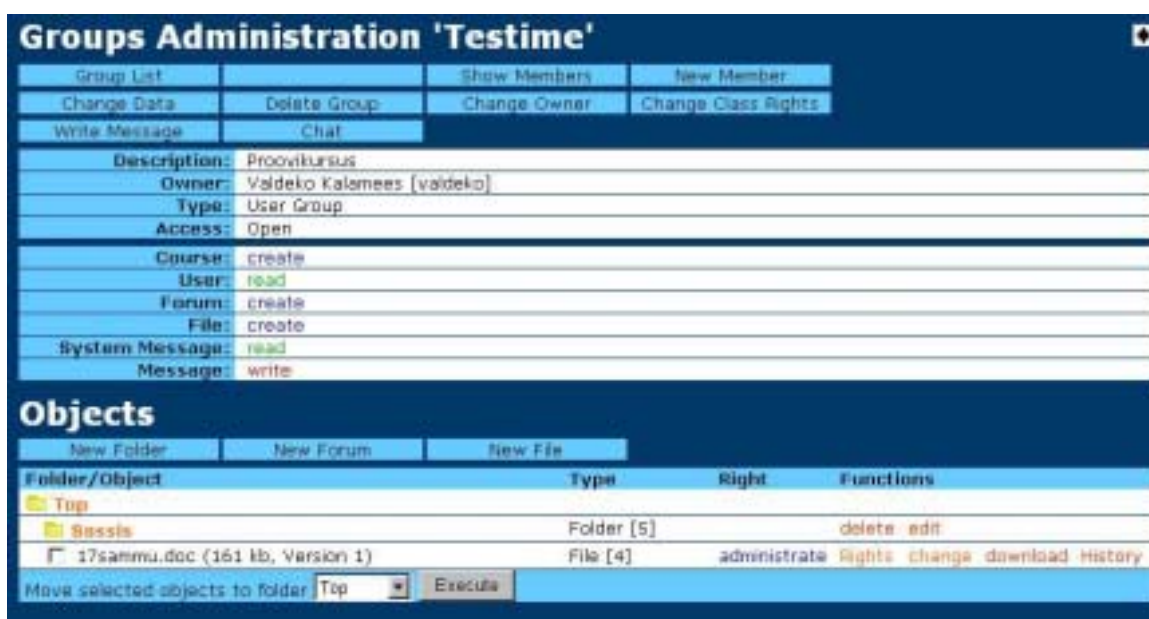 Groups Administration 'Testime'
Group List Show Members New Member
Change Data Delete Group Change Owner Change Class Rights
Write Message Chat
Description: Proovikursus
Owner: Valdeko Kalamees [valdeko]
Type: User Group
Access: Open
Course: create
User: read
Forum: create
File: create
System Message: read
Message: write
Objects
New Folder New Forum New File
Folder/Object Type Right Functions
Top
Folder [5] delete edit
17sammu.doc (161 kb, Version 1) File [4] administrate Rights change download History
Move selected objects to folder Top Execute